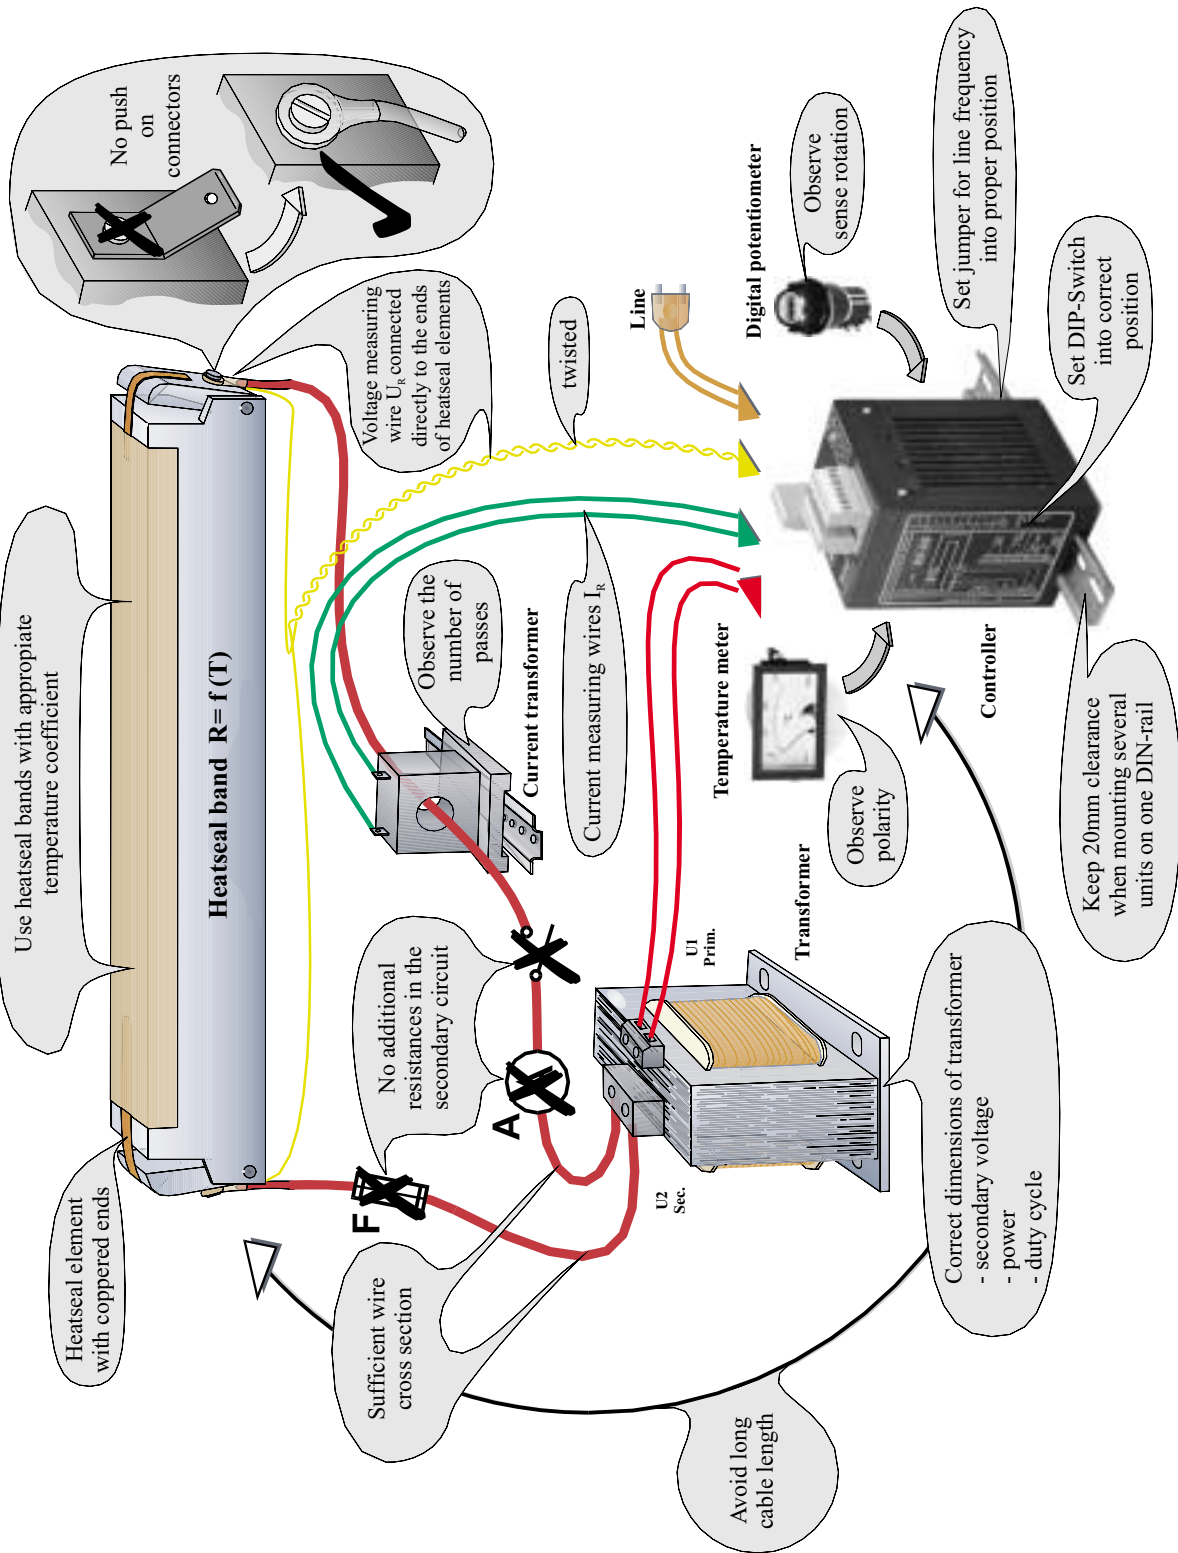 No push
on
connectors
Use heatseal bands with appropiate
temperature coefficient
Heatseal element
with coppered ends
Heatseal band  R= f (T)
Voltage measuring
wire UR connected
directly to the ends
of heatseal elements
twisted
Line
Digital potentiometer
Observe
sense rotation
Set jumper for line frequency
into proper position
Set DIP-Switch
into correct
position
Observe the
number of
passes
Current transformer
Current measuring wires IR
Temperature meter
Observe
polarity
Controller
Keep 20mm clearance
when mounting several
units on one DIN-rail
No additional
resistances in the
secondary circuit
F
A
Sufficient wire
cross section
U1
Prim.
U2
Sec.
Transformer
Correct dimensions of transformer
- secondary voltage
- power
- duty cycle
Avoid long
cable length